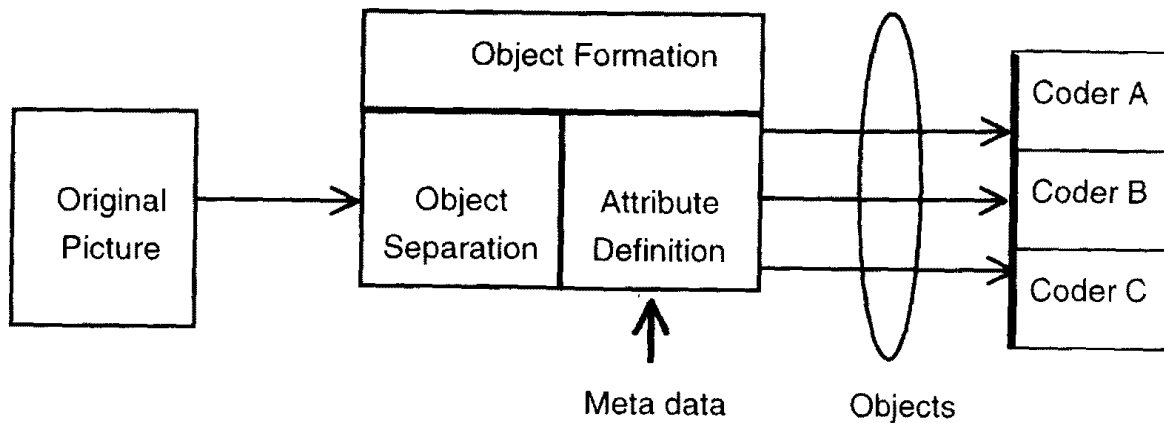 Object Formation
Original
Picture
Object
Separation
Attribute
Definition
Coder A
Coder B
Coder C
Meta data
Objects